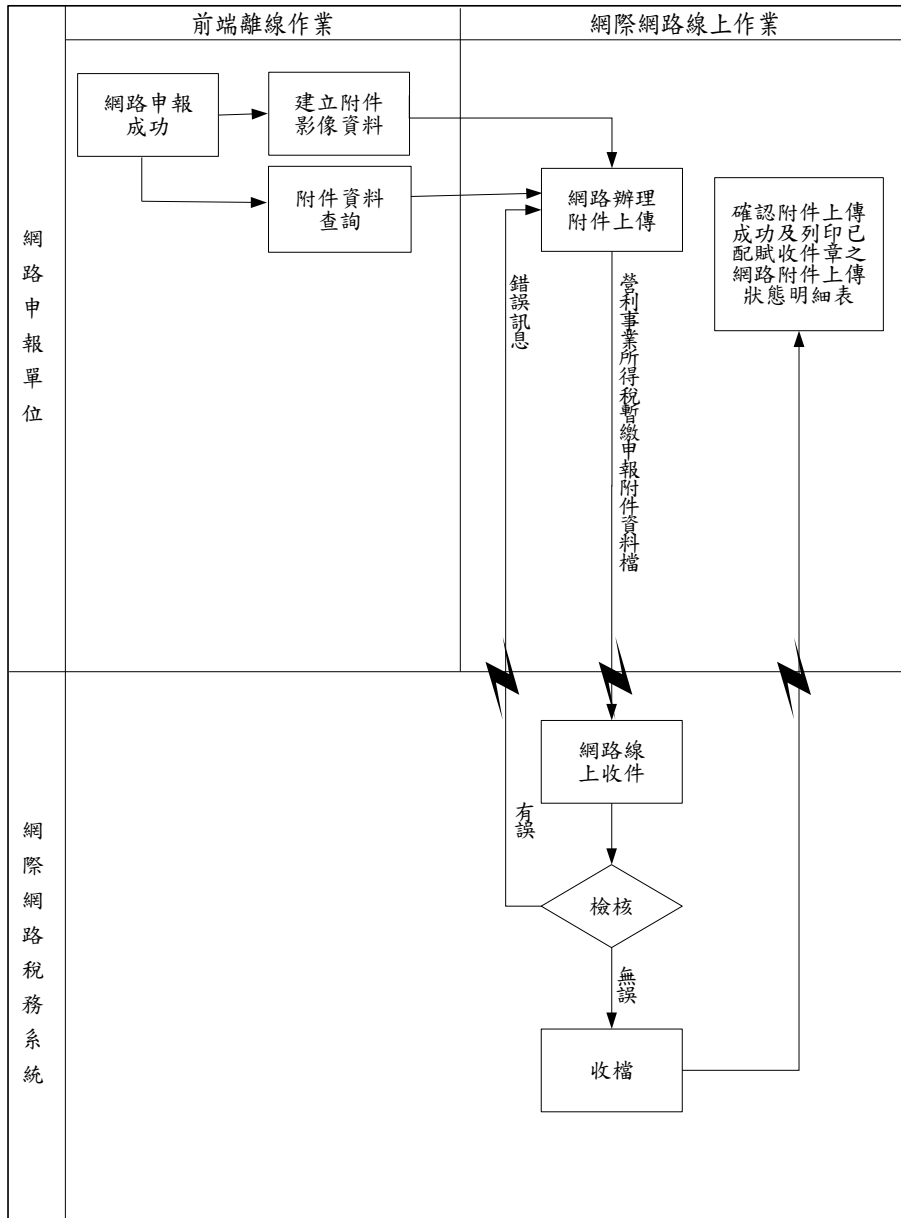 前端離線作業
網際網路線上作業
網路申報單位
網路申報
成功
建立附件
影像資料
附件資料
查詢
網路辦理
附件上傳
確認附件上傳
成功及列印已
配賦收件章之
網路附件上傳
狀態明細表
錯誤訊息
營利事業所得稅暫繳申報附件資料檔
網際網路稅務系統
網路線
上收件
有誤
檢核
無誤
收檔